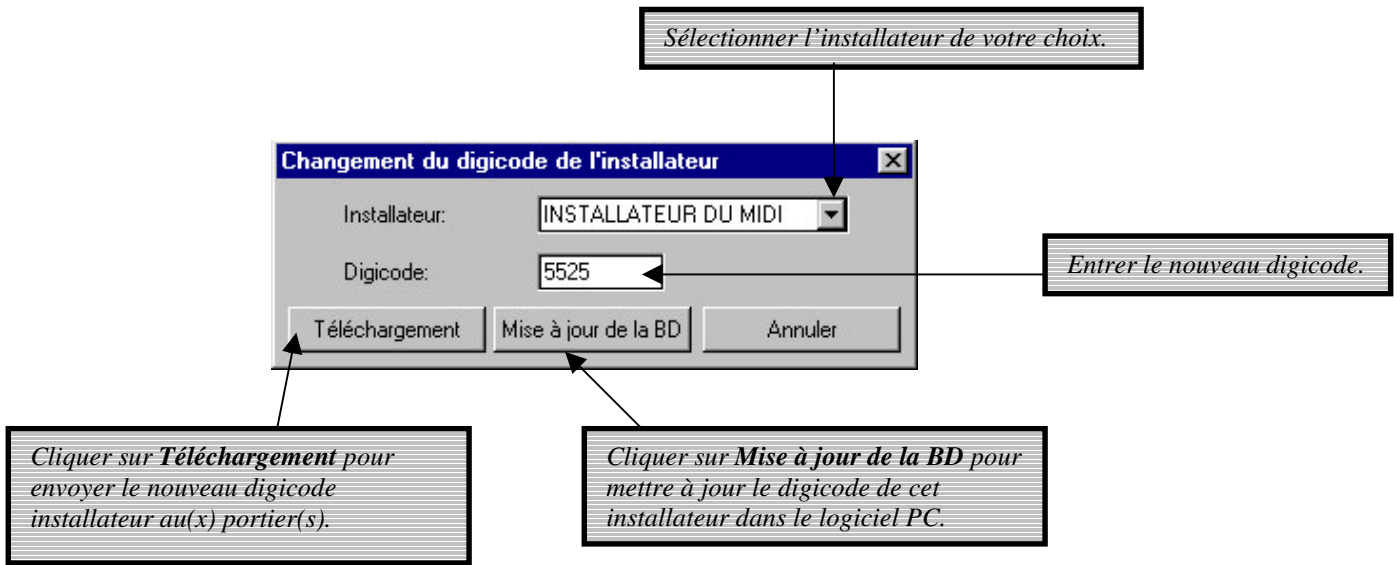 Sélectionner l’installateur de votre choix.
Changement du digicode de l'installateur
Installateur:
INSTALLATEUR DU MIDI
Digicode:
5525
Entrer le nouveau digicode.
Téléchargement
Mise à jour de la BD
Annuler
Cliquer sur Téléchargement pour
envoyer le nouveau digicode
installateur au(x) portier(s).
Cliquer sur Mise à jour de la BD pour
mettre à jour le digicode de cet
installateur dans le logiciel PC.